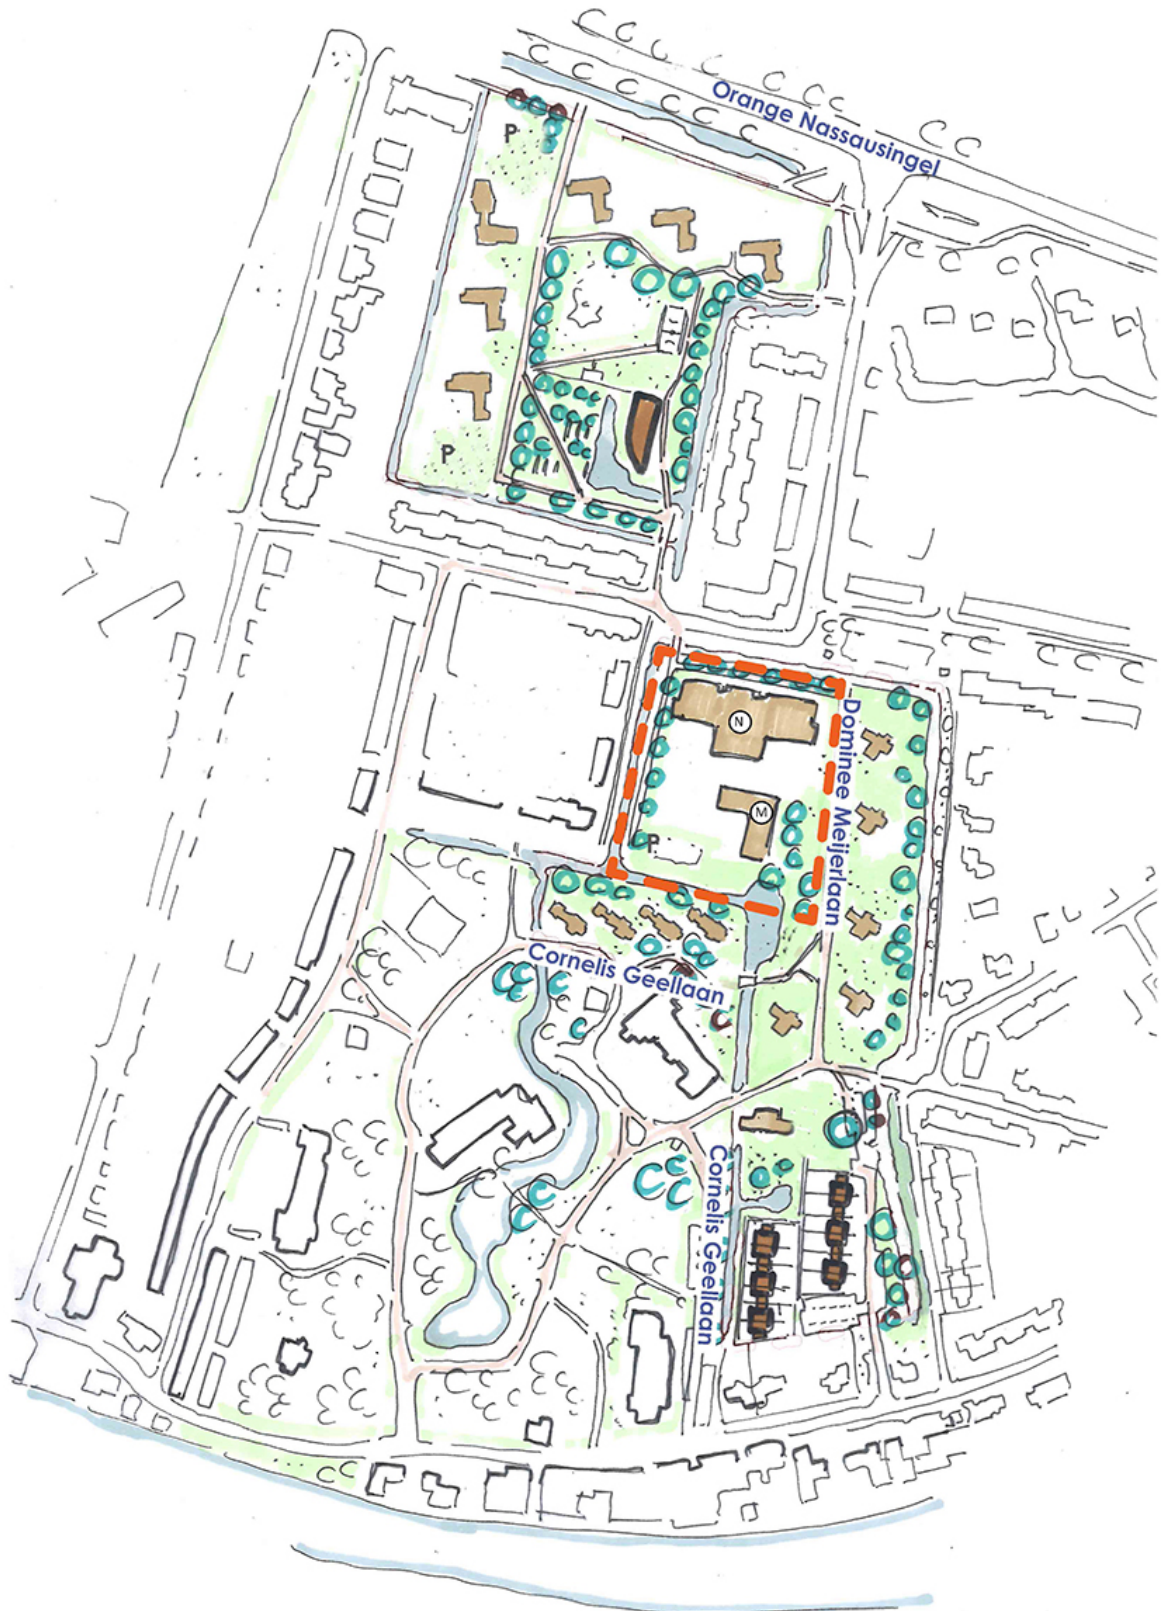 Orange Nassausingel
P
P
N
Dominee Meijerlaan
M
P
Cornelis Geellaan
Cornelis Geellaan